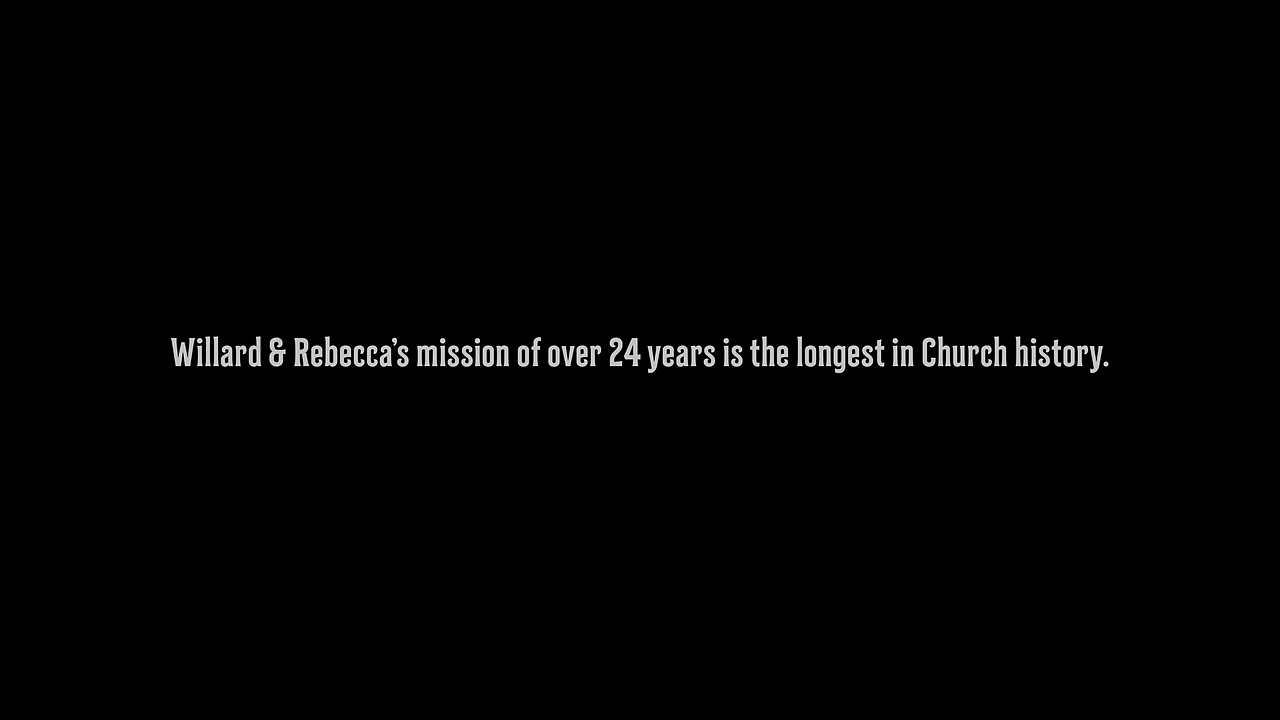 Willard & Rebecca’s mission of over 24 years is the longest in Church history.